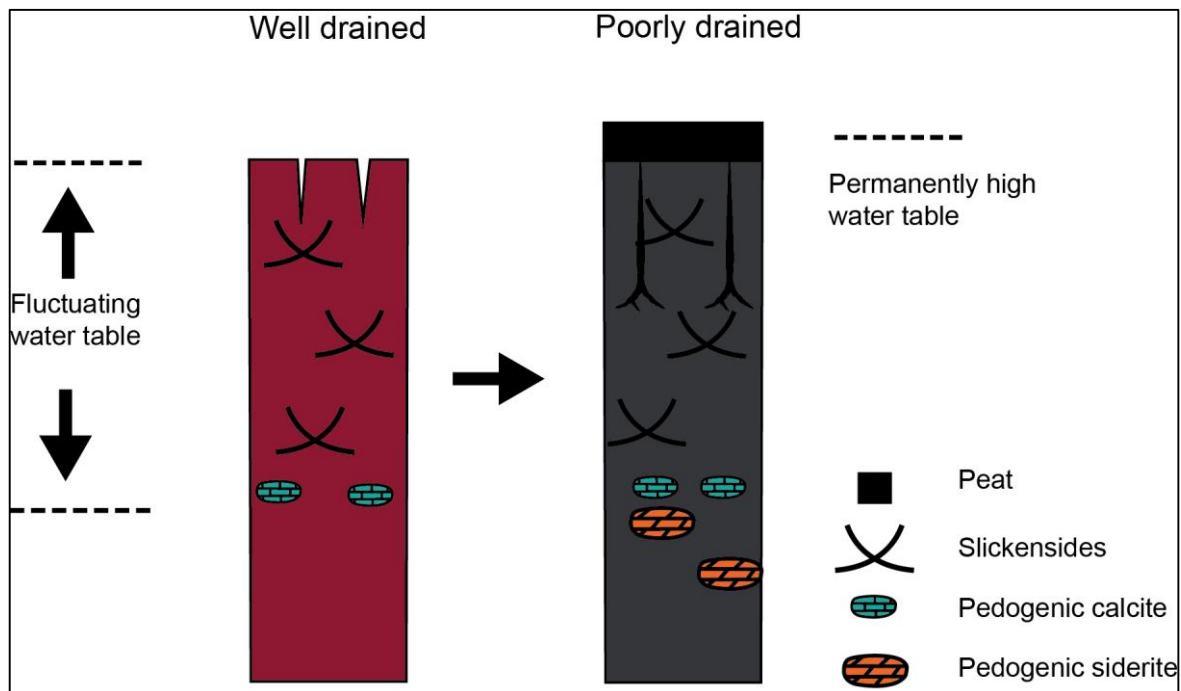 Well drained
Poorly drained
Fluctuating
water table
Permanently high
water table
Peat
Slickensides
Pedogenic calcite
Pedogenic siderite